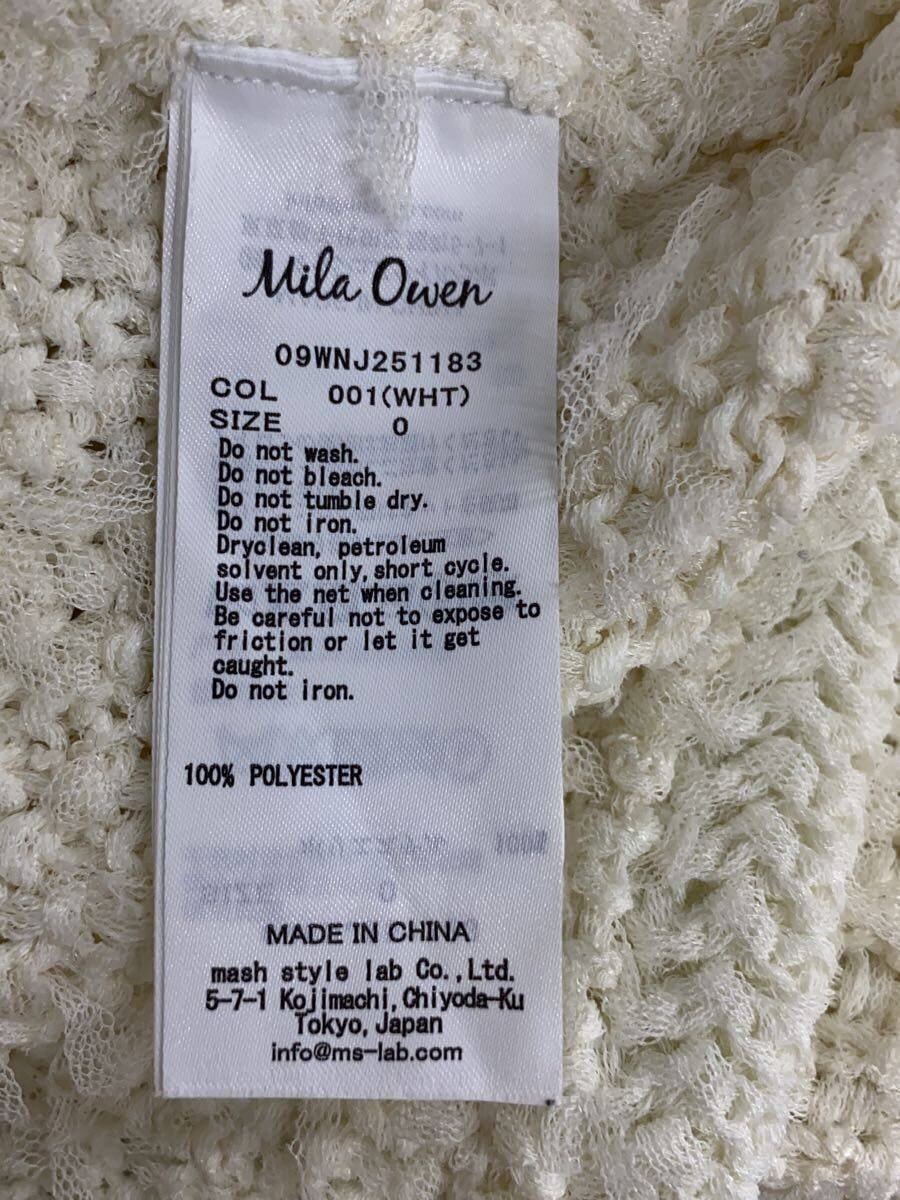 Mila Owen
09WNJ251183
COL 001(WHT)
SIZE 0
Do not wash.
Do not bleach.
Do not tumble dry.
Do not iron.
Dryclean, petroleum
solvent only, short cycle.
Use the net when cleaning.
Be careful not to expose to
friction or let it get
caught.
Do not iron.
100% POLYESTER
MADE IN CHINA
mash style lab Co.,Ltd.
5-7-1 Kojimachi, Chiyoda-Ku
Tokyo, Japan
info@ms-lab.com